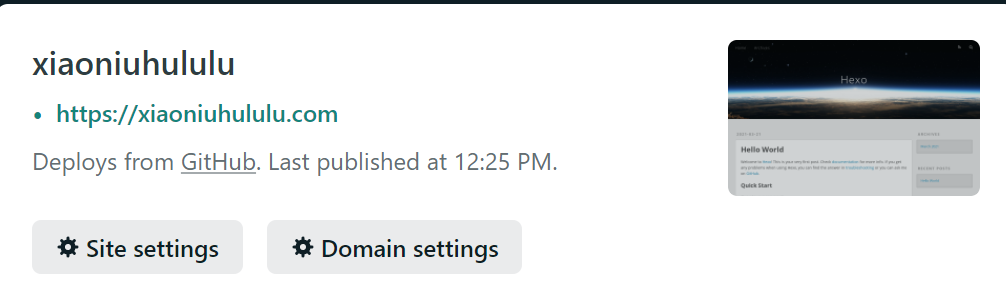 xiaoniuhululu
https://xiaoniuhululu.com
Deploys from GitHub. Last published at 12:25 PM.
Site settings
Domain settings
Hexo
Hello World
Quick Start